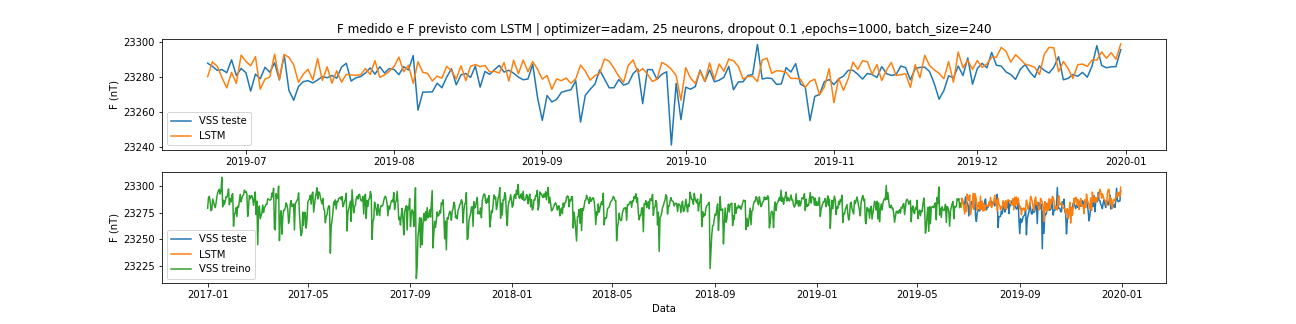 F medido e F previsto com LSTM | optimizer=adam, 25 neurons, dropout 0.1 ,epochs=1000, batch_size=240
23300
23280
23260
23240
F (nT)
VSS teste
LSTM
2019-07 2019-08 2019-09 2019-10 2019-11 2019-12 2020-01
23300
23275
23250
23225
F (nT)
VSS teste
LSTM
VSS treino
2017-01 2017-05 2017-09 2018-01 2018-05 2018-09 2019-01 2019-05 2019-09 2020-01
Data